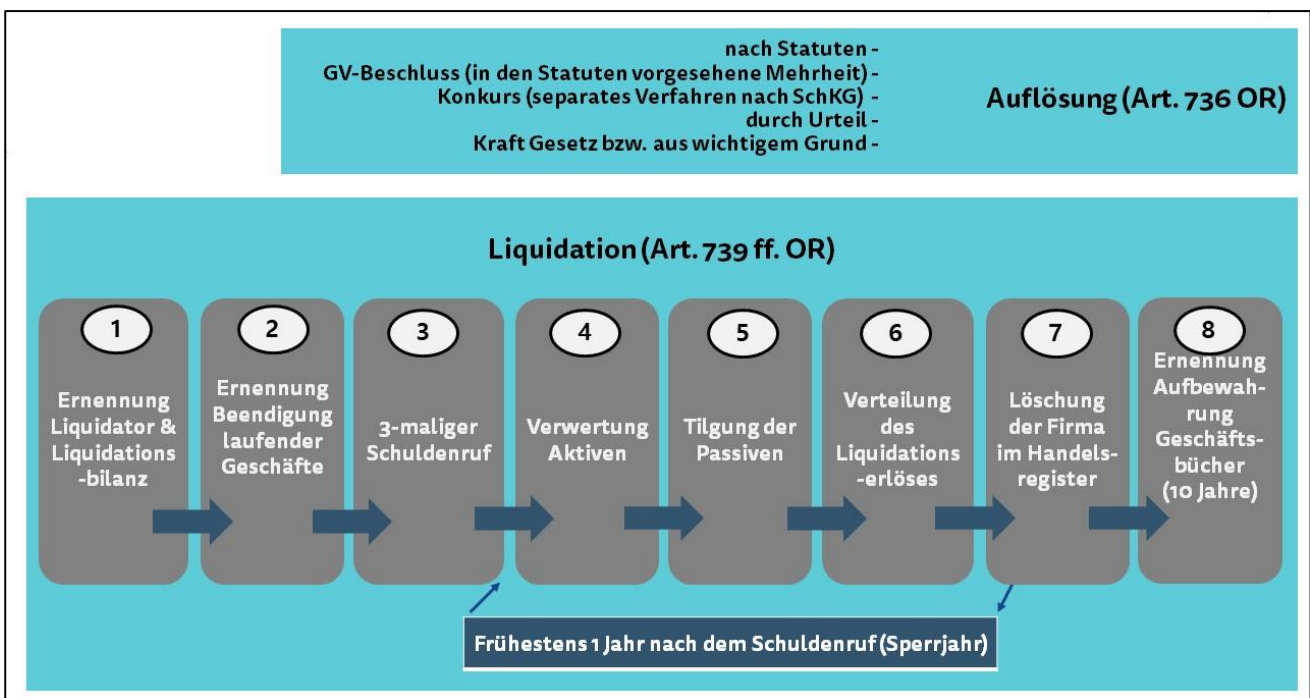 nach Statuten -
GV-Beschluss (in den Statuten vorgesehene Mehrheit) -
Konkurs (separates Verfahren nach SchKG) -
durch Urteil -
Kraft Gesetz bzw. aus wichtigem Grund -
Auflösung (Art. 736 OR)
Liquidation (Art. 739 ff. OR)
1
Ernennung
Liquidator &
Liquidations
-bilanz
2
Ernennung
Beendigung
laufender
Geschäfte
3
3-maliger
Schuldenruf
4
Verwertung
Aktiven
5
Tilgung der
Passiven
6
Verteilung
des
Liquidations
-erlöses
7
Löschung
der Firma
im Handels-
register
8
Ernennung
Aufbewah-
rung
Geschäfts-
bücher
(10 Jahre)
Frühestens 1 Jahr nach dem Schuldenruf (Sperrjahr)